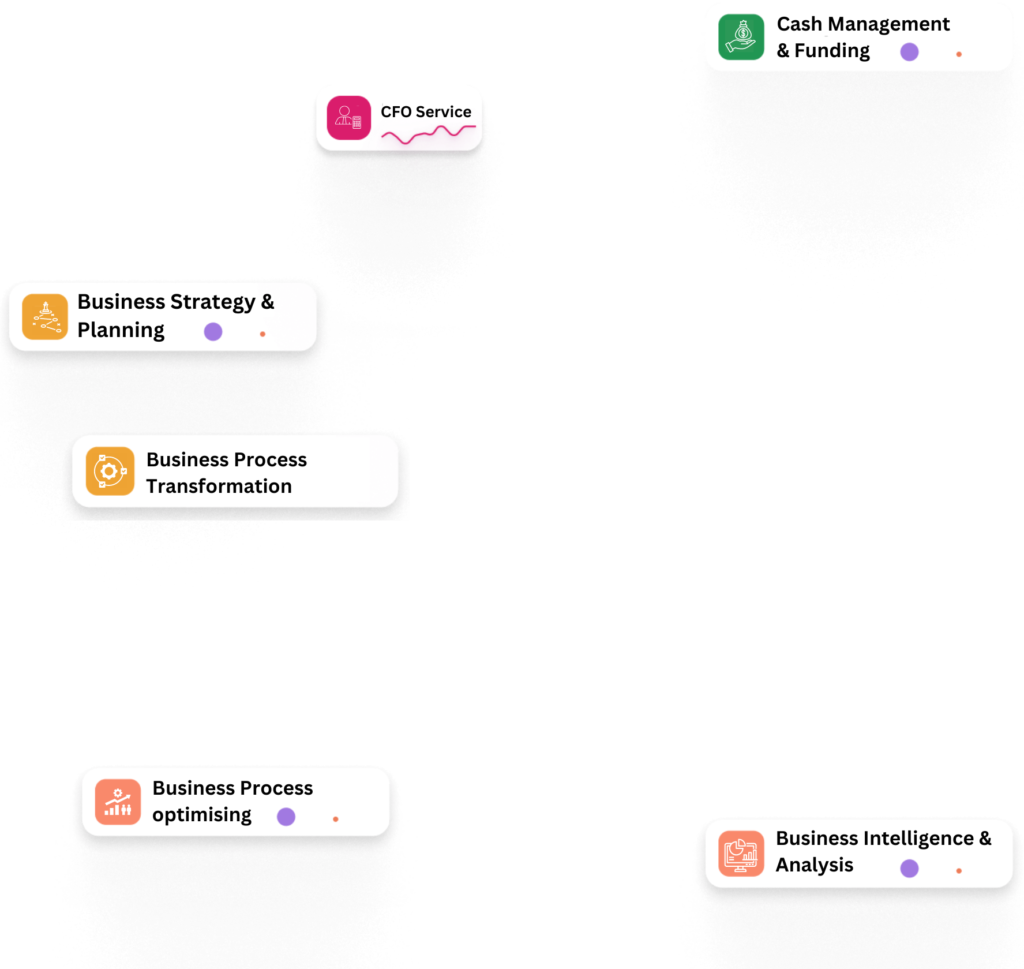 Cash Management
& Funding
CFO Service
Business Strategy &
Planning
Business Process
Transformation
Business Process
optimising
Business Intelligence &
Analysis